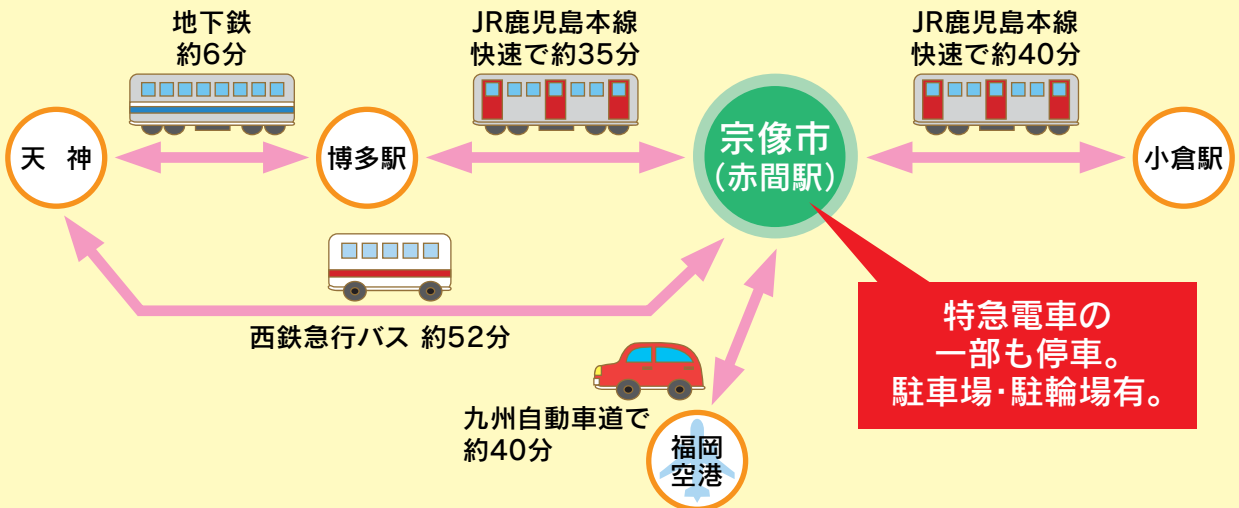 地下鉄
約6分
JR鹿児島本線
快速で約35分
JR鹿児島本線
快速で約40分
天 神
博多駅
宗像市
(赤間駅)
小倉駅
西鉄急行バス 約52分
特急電車の
一部も停車。
駐車場・駐輪場有。
九州自動車道で
約40分
福岡
空港